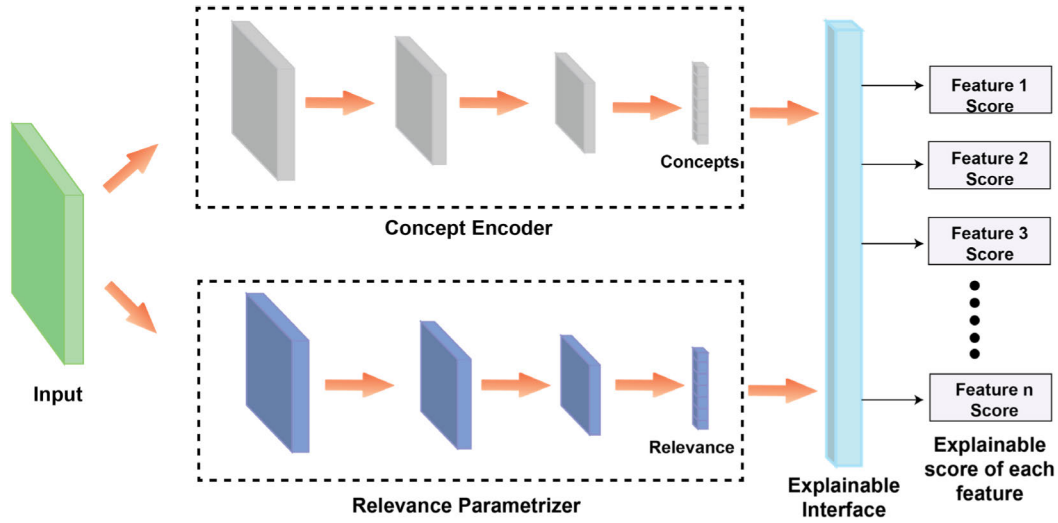 Input
Concepts
Concept Encoder
Relevance
Relevance Parametrizer
Explainable
Interface
Feature 1
Score
Feature 2
Score
Feature 3
Score
Feature n
Score
Explainable
score of each
feature